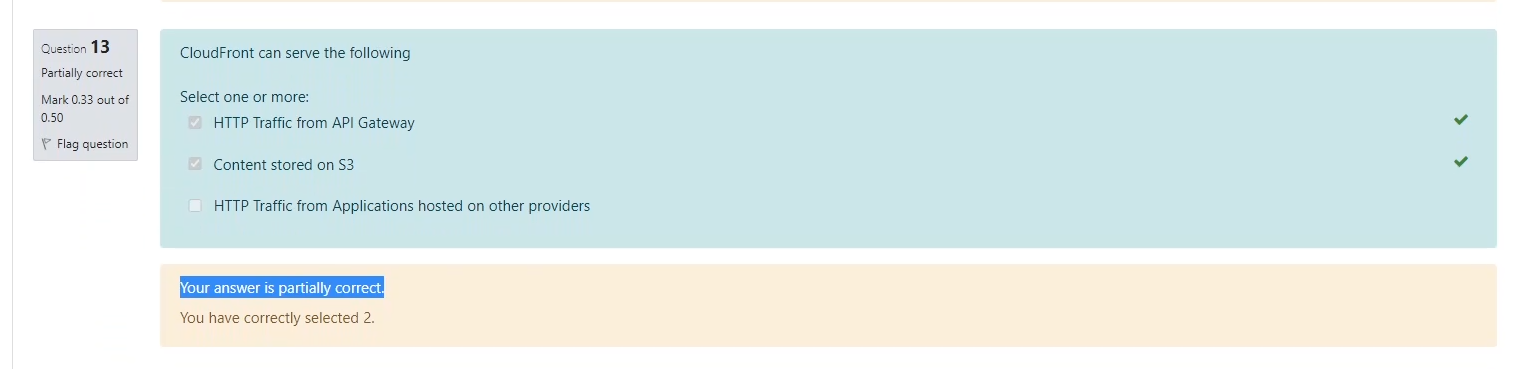 Question 13
Partially correct
Mark 0.33 out of
0.50
Flag question
CloudFront can serve the following
Select one or more:
HTTP Traffic from API Gateway
Content stored on S3
HTTP Traffic from Applications hosted on other providers
Your answer is partially correct.
You have correctly selected 2.